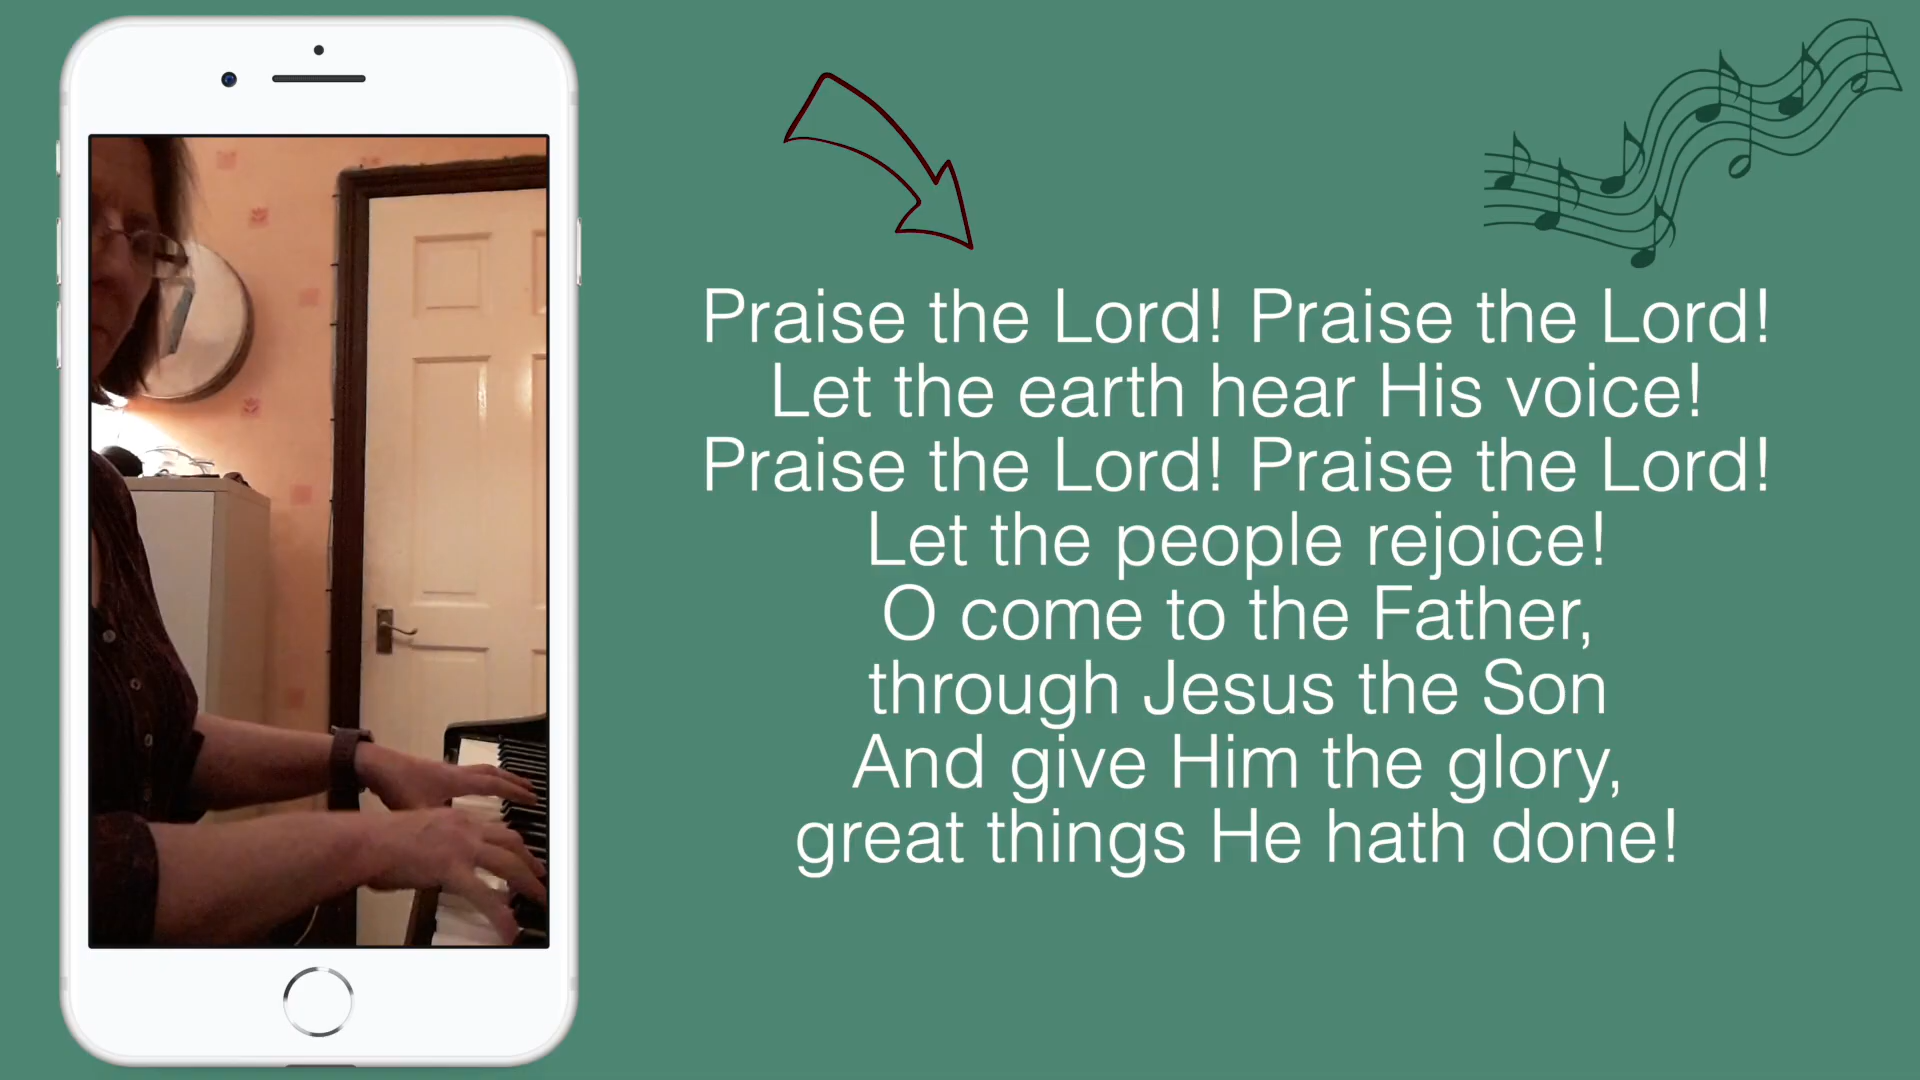 Praise the Lord! Praise the Lord!
Let the earth hear His voice!
Praise the Lord! Praise the Lord!
Let the people rejoice!
O come to the Father,
through Jesus the Son
And give Him the glory,
great things He hath done!